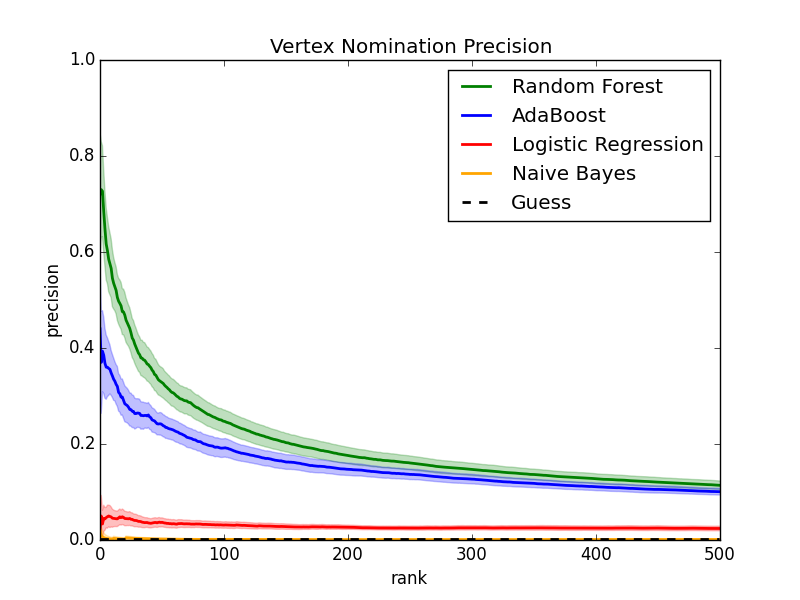 Vertex Nomination Precision
1.0
0.8
0.6
0.4
0.2
0.0
precision
Random Forest
AdaBoost
Logistic Regression
Naive Bayes
Guess
0 100 200 300 400 500
rank